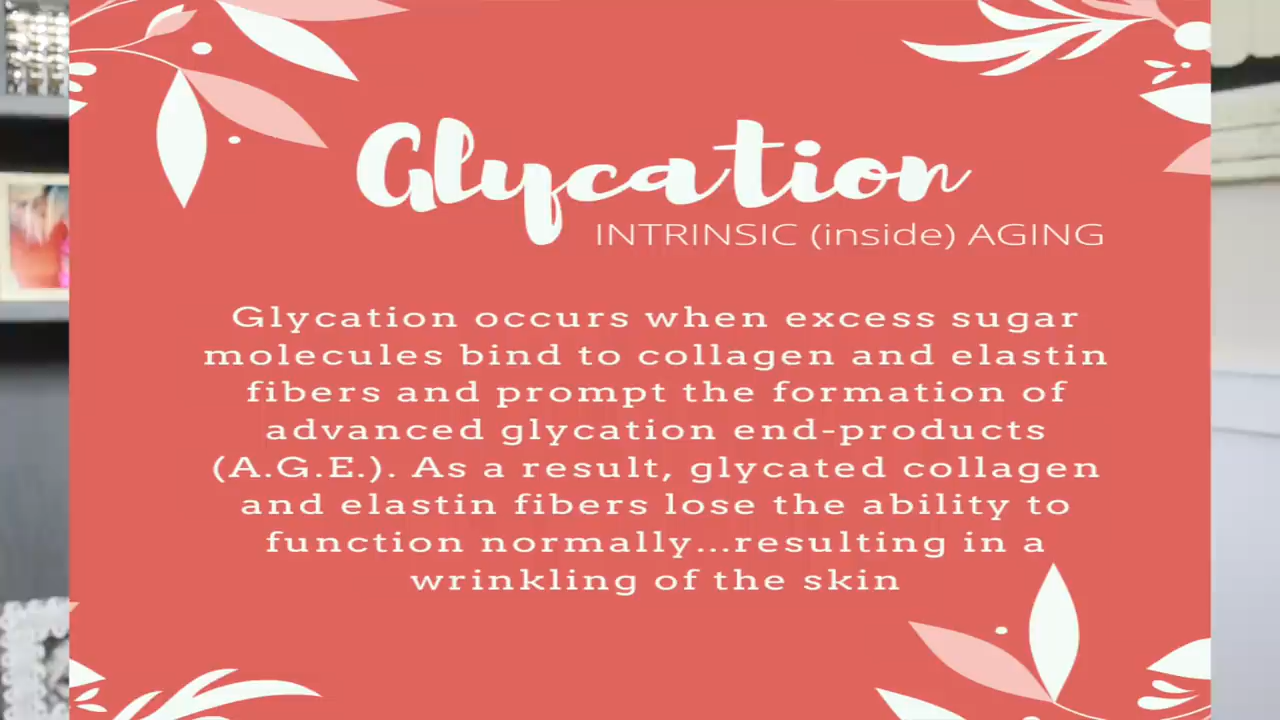 Glycation
INTRINSIC (inside) AGING
Glycation occurs when excess sugar
molecules bind to collagen and elastin
fibers and prompt the formation of
advanced glycation end-products
(A.G.E.). As a result, glycated collagen
and elastin fibers lose the ability to
function normally...resulting in a
wrinkling of the skin